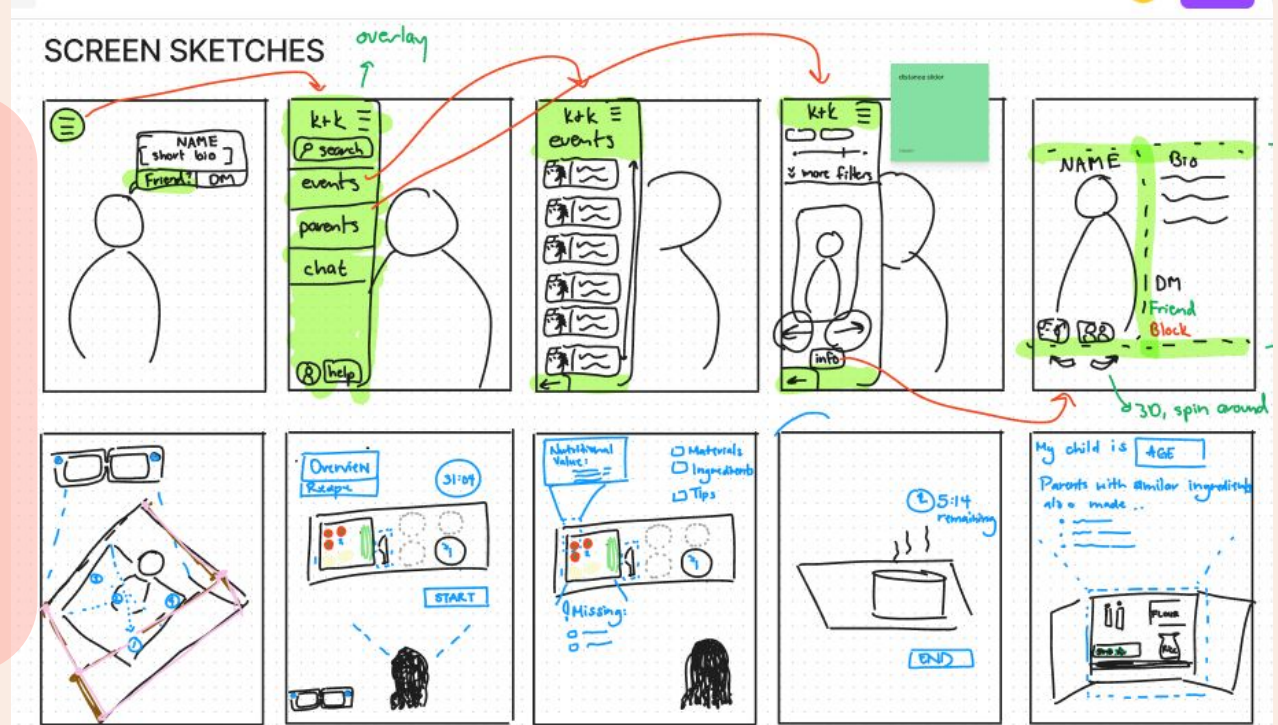 SCREEN SKETCHES
overlay
NAME
short bio
Friend?
DM
k+k
search
events
parents
chat
help
k+k
events
k+k
more filters
info
distance slider
NAME
Bio
DM
Friend
Block
3D, spin around
Overview
Recipe
31:04
START
Nutritional
Value:
Materials
Ingredients
Tips
! Missing:
5:14
remaining
END
My child is AGE
Parents with similar ingredients
also made ..
FLOUR